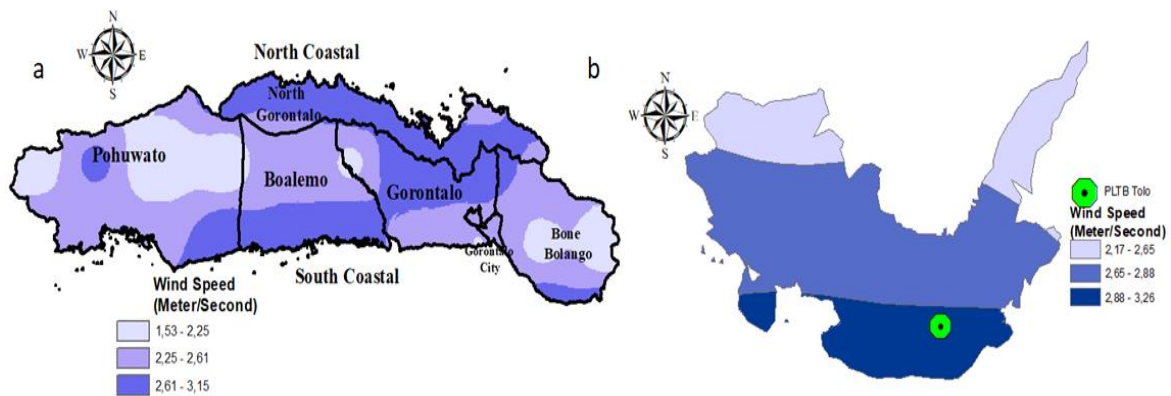 a
N
W
E
S
North Coastal
North
Gorontalo
Pohuwato
Boalemo
Gorontalo
Bone
Bolango
Gorontalo
City
South Coastal
Wind Speed
(Meter/Second)
1,53 - 2,25
2,25 - 2,61
2,61 - 3,15
b
N
W
E
S
PLTB Tolo
Wind Speed
(Meter/Second)
2,17 - 2,65
2,65 - 2,88
2,88 - 3,26